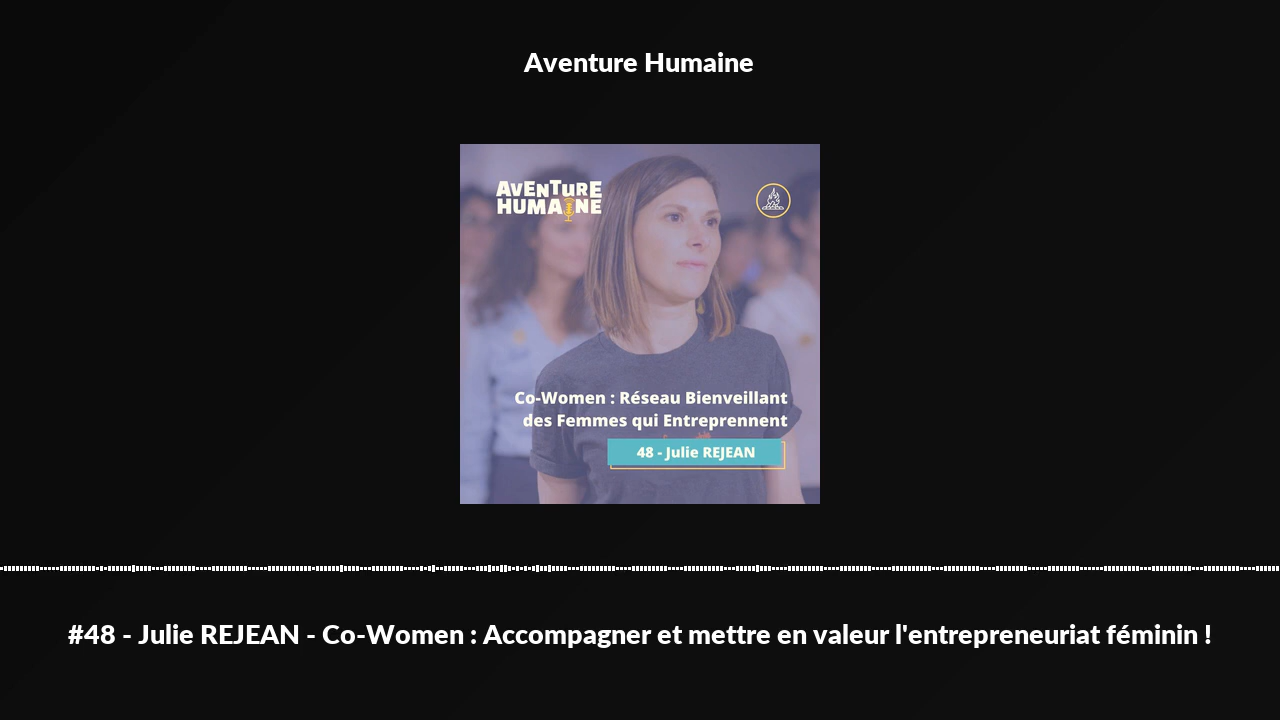 Aventure Humaine
AVENTURE
HUMAINE
Co-Women : Réseau Bienveillant
des Femmes qui Entreprennent
48 - Julie REJEAN
#48 - Julie REJEAN - Co-Women : Accompagner et mettre en valeur l'entrepreneuriat féminin !